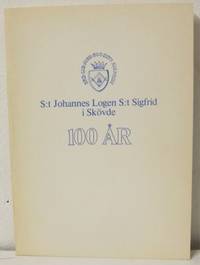 S:t Johannes Logen S:t Sigfrid
i Skövde
100 ÅR